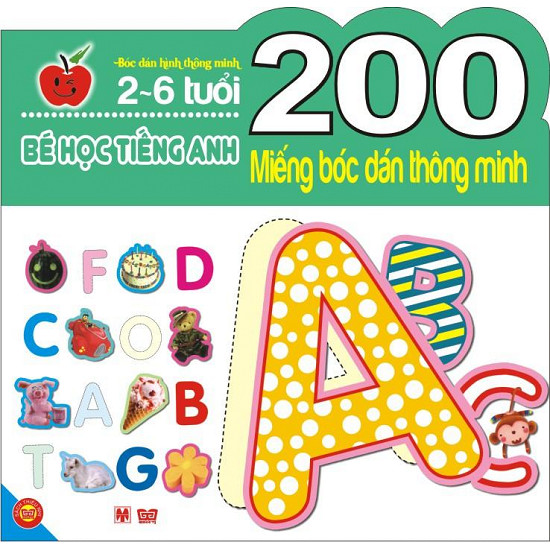 Bóc dán hình thông minh
2~6 tuổi
BÉ HỌC TIẾNG ANH
200
Miếng bóc dán thông minh
F D
C O
A B
T G
A
B
C